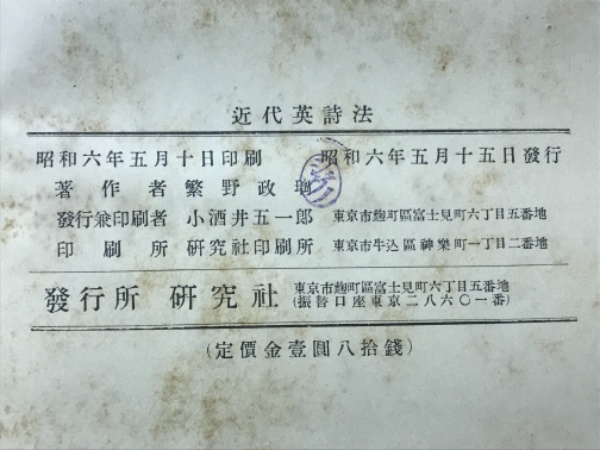 近代英詩法
昭和六年五月十日印刷 昭和六年五月十五日發行
著作者 繁野政瑠
シゲノ
發行兼印刷者 小酒井五一郎 東京市麹町區富士見町六丁目五番地
印刷所 研究社印刷所 東京市牛込區神樂町一丁目二番地
發行所 研究社 東京市麹町區富士見町六丁目五番地
(振替口座東京二八六〇一番)
(定價金壹圓八拾錢)